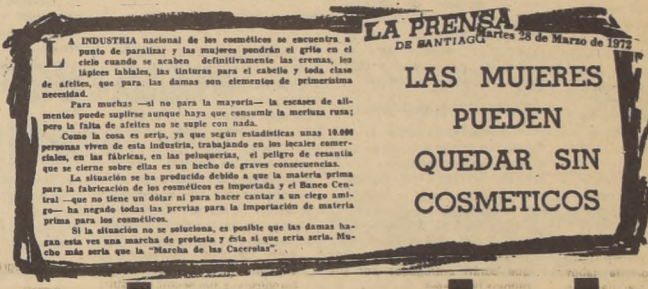 LA INDUSTRIA nacional de los cosméticos se encuentra a
punto de paralizar y las mujeres pondrán el grito en el
cielo cuando se acaben definitivamente las cremas, los
lápices labiales, las tinturas para el cabello y toda clase
de afeites, que para las damas son elementos de primerísima
necesidad.
Para muchas —si no para la mayoría— la escases de ali-
mentos puede suplirse aunque haya que consumir la merluza rusa;
pero la falta de afeites no se suple con nada.
Como la cosa es seria, ya que según estadísticas unas 10.000
personas viven de esta industria, trabajando en los locales comer-
ciales, en las fábricas, en las peluquerías, el peligro de cesantía
que se cierne sobre ellas es un hecho de graves consecuencias.
La situación se ha producido debido a que la materia prima
para la fabricación de los cosméticos es importada y el Banco Cen-
tral —que no tiene un dólar ni para hacer cantar a un ciego ami-
go— ha negado todas las previas para la importación de materia
prima para los cosméticos.
Si la situación no se soluciona, es posible que las damas ha-
gan esta vez una marcha de protesta y ésta sí que sería seria. Mu-
cho más seria que la "Marcha de las Cacerolas".
LA PRENSA
DE SANTIAGO
Martes 28 de Marzo de 1972
LAS MUJERES
PUEDEN
QUEDAR SIN
COSMETICOS